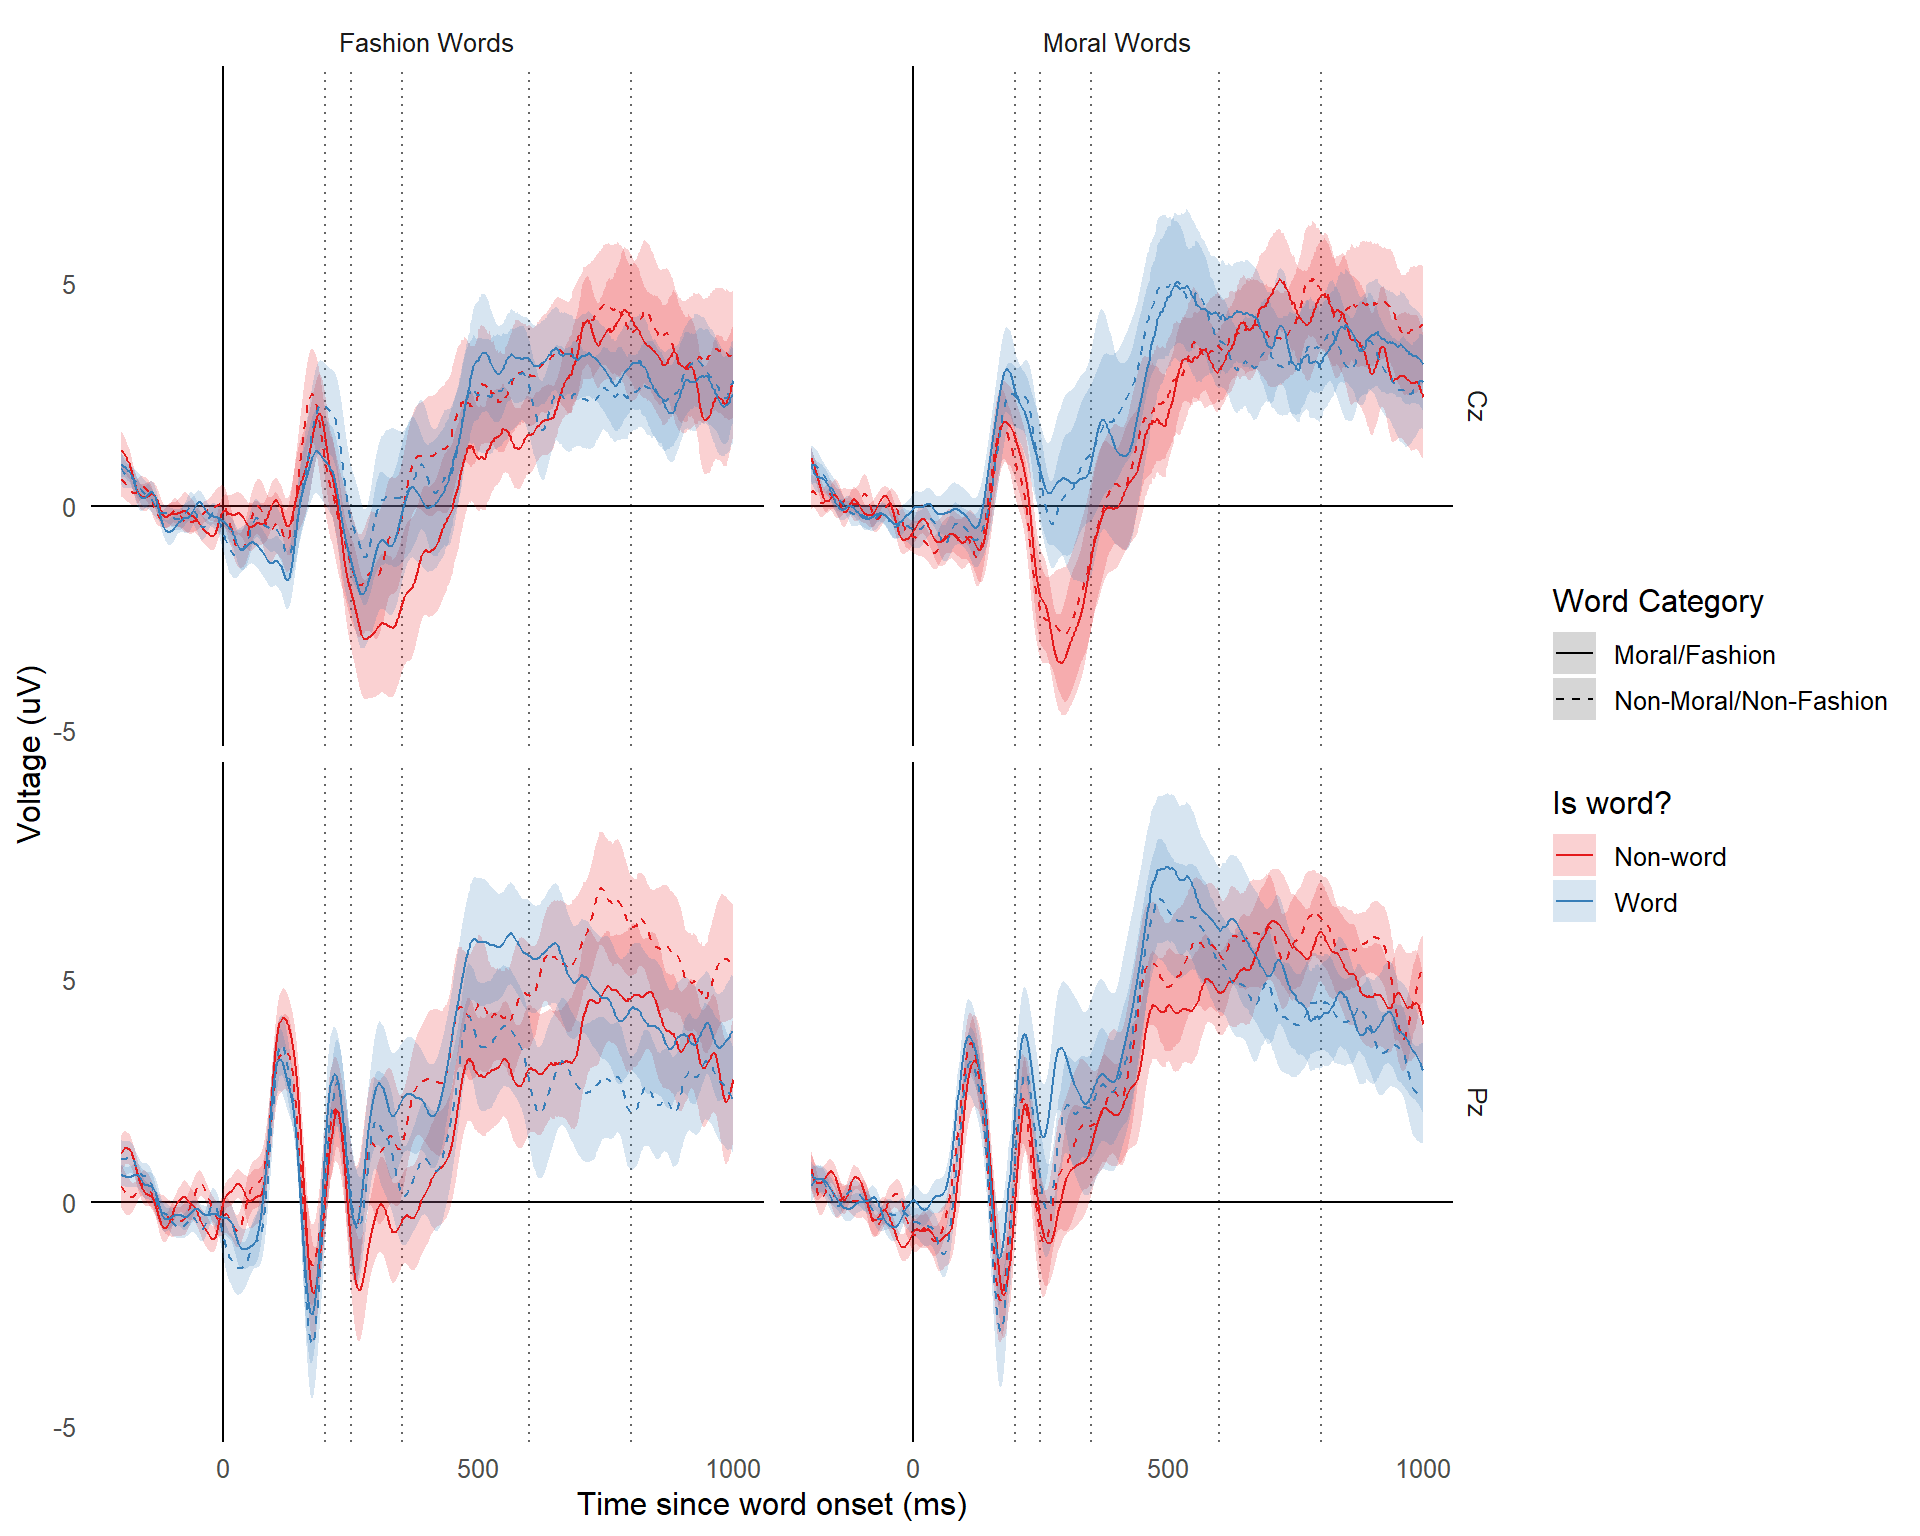 Fashion Words
Moral Words
5
0
-5
Cz
5
0
-5
Pz
0
500
1000
0
500
1000
Time since word onset (ms)
Voltage (uV)
Word Category
Moral/Fashion
Non-Moral/Non-Fashion
Is word?
Non-word
Word